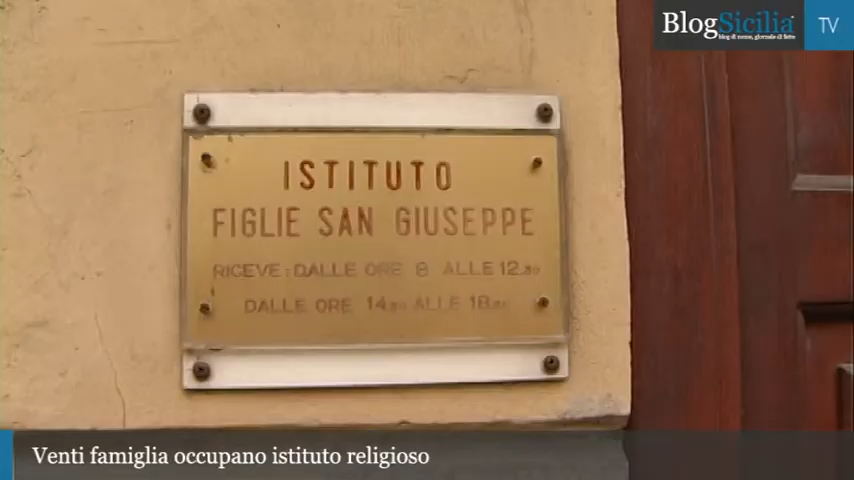 BlogSicilia
TV
blog di nome, giornale di fatto
ISTITUTO
FIGLIE SAN GIUSEPPE
RICEVE: DALLE ORE 8 ALLE 12.30
DALLE ORE 14.30 ALLE 18.30
Venti famiglia occupano istituto religioso